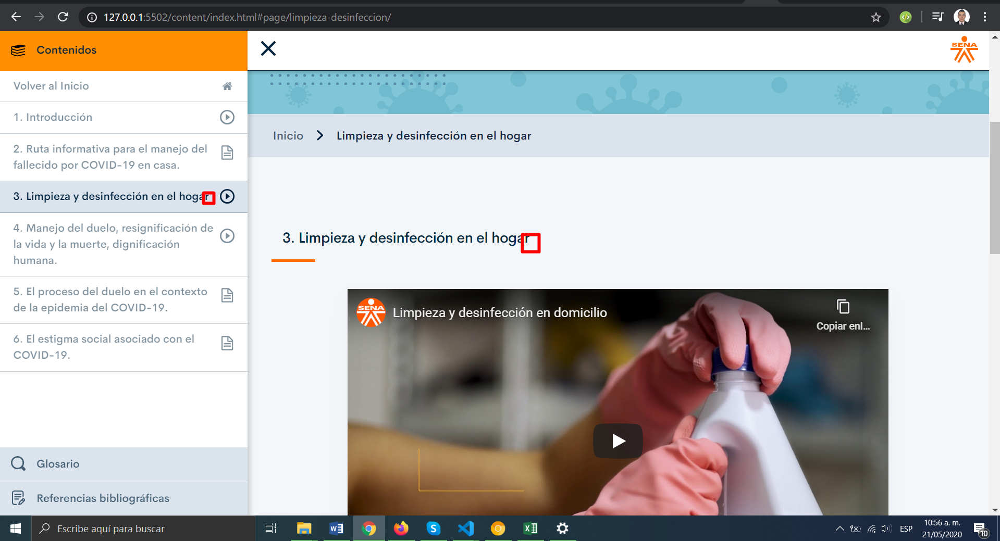 127.0.0.1:5502/content/index.html#page/limpieza-desinfeccion/
Contenidos
SENA
Volver al Inicio
1. Introducción
2. Ruta informativa para el manejo del
fallecido por COVID-19 en casa.
3. Limpieza y desinfección en el hogar
4. Manejo del duelo, resignificación de
la vida y la muerte, dignificación
humana.
5. El proceso del duelo en el contexto
de la epidemia del COVID-19.
6. El estigma social asociado con el
COVID-19.
Glosario
Referencias bibliográficas
Inicio > Limpieza y desinfección en el hogar
3. Limpieza y desinfección en el hogar
SENA
Limpieza y desinfección en domicilio
Copiar enl...
Escribe aquí para buscar
ESP
10:56 a. m.
21/05/2020
10